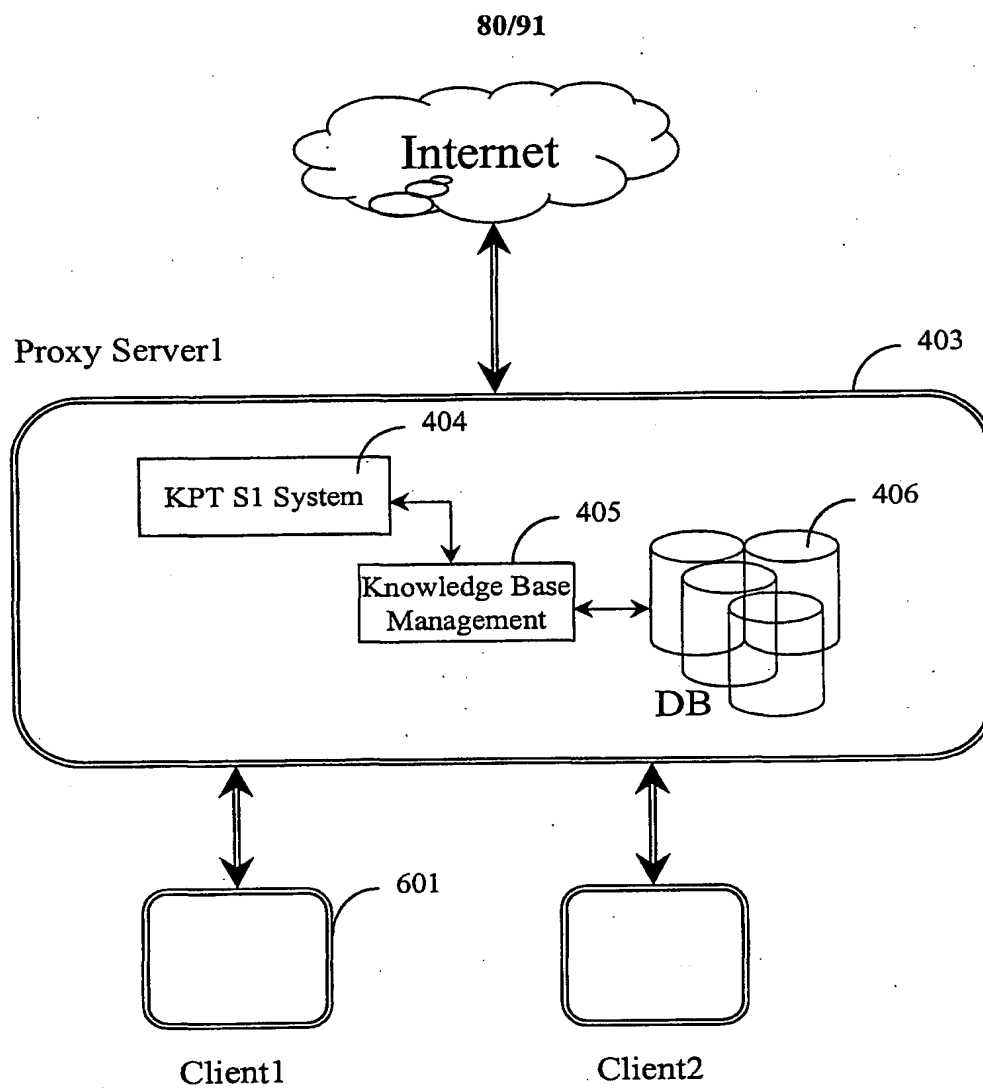 80/91
Internet
Proxy Server1
403
404
KPT S1 System
405
406
Knowledge Base
Management
DB
601
Client1
Client2